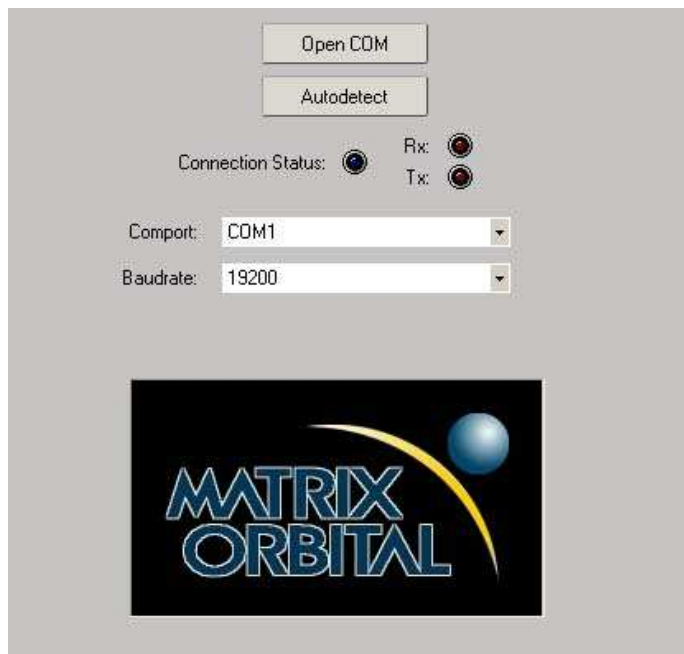 Open COM
Autodetect
Connection Status:
Rx:
Tx:
Comport: COM1
Baudrate: 19200
MATRIX
ORBITAL